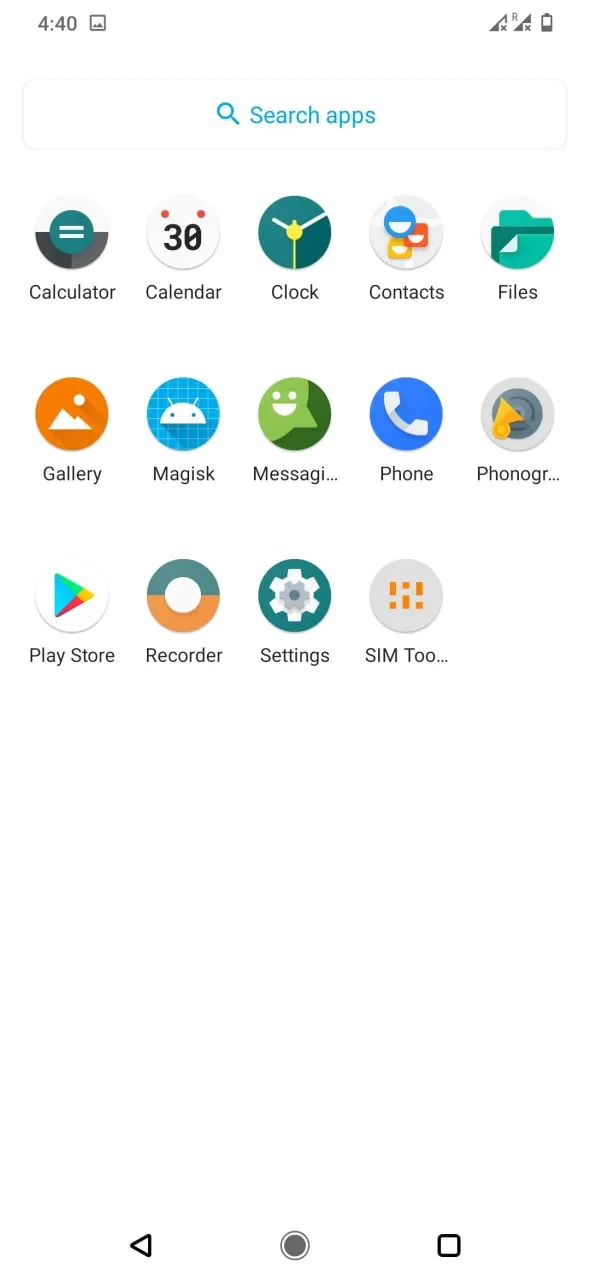 4:40
R
Search apps
30
Calculator Calendar Clock Contacts Files
Gallery Magisk Messagi... Phone Phonogr...
Play Store Recorder Settings SIM Too...